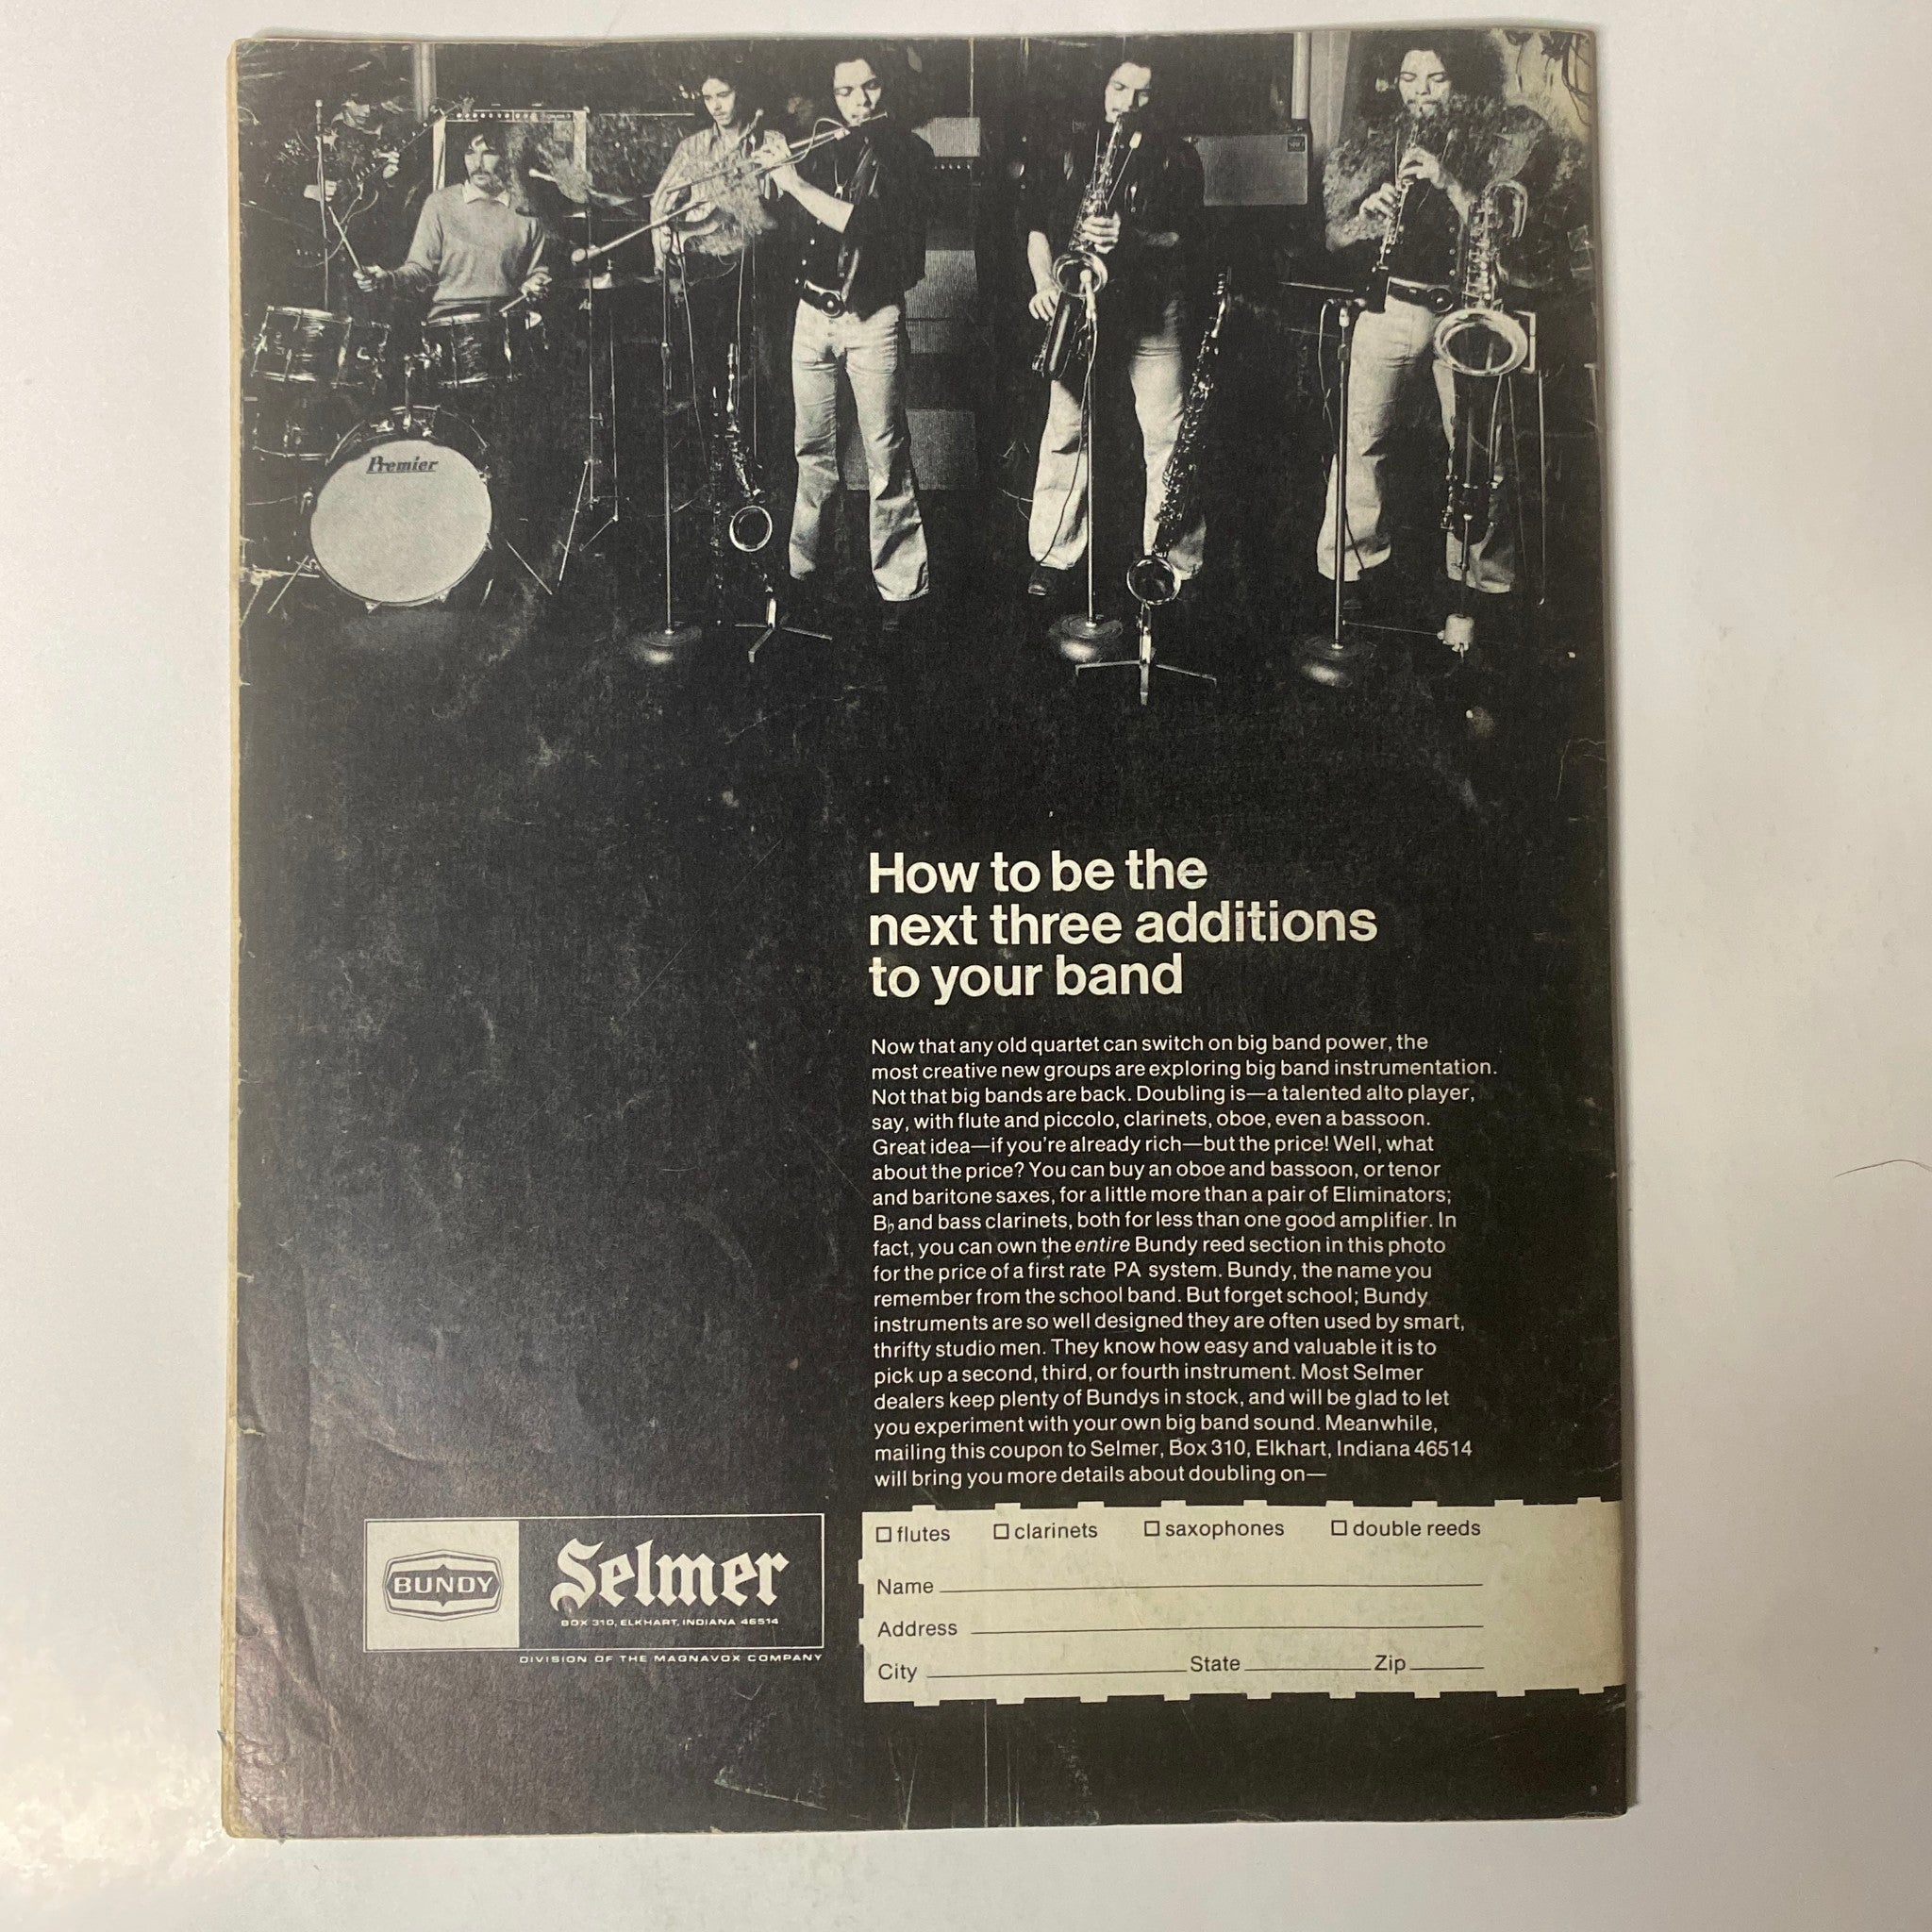 Premier
How to be the
next three additions
to your band
Now that any old quartet can switch on big band power, the
most creative new groups are exploring big band instrumentation.
Not that big bands are back. Doubling is—a talented alto player,
say, with flute and piccolo, clarinets, oboe, even a bassoon.
Great idea—if you're already rich—but the price! Well, what
about the price? You can buy an oboe and bassoon, or tenor
and baritone saxes, for a little more than a pair of Eliminators;
B♭ and bass clarinets, both for less than one good amplifier. In
fact, you can own the entire Bundy reed section in this photo
for the price of a first rate PA system. Bundy, the name you
remember from the school band. But forget school; Bundy
instruments are so well designed they are often used by smart,
thrifty studio men. They know how easy and valuable it is to
pick up a second, third, or fourth instrument. Most Selmer
dealers keep plenty of Bundys in stock, and will be glad to let
you experiment with your own big band sound. Meanwhile,
mailing this coupon to Selmer, Box 310, Elkhart, Indiana 46514
will bring you more details about doubling on—
☐ flutes ☐ clarinets ☐ saxophones ☐ double reeds
Name
Address
City State Zip
BUNDY
Selmer
BOX 310, ELKHART, INDIANA 46514
DIVISION OF THE MAGNAVOX COMPANY